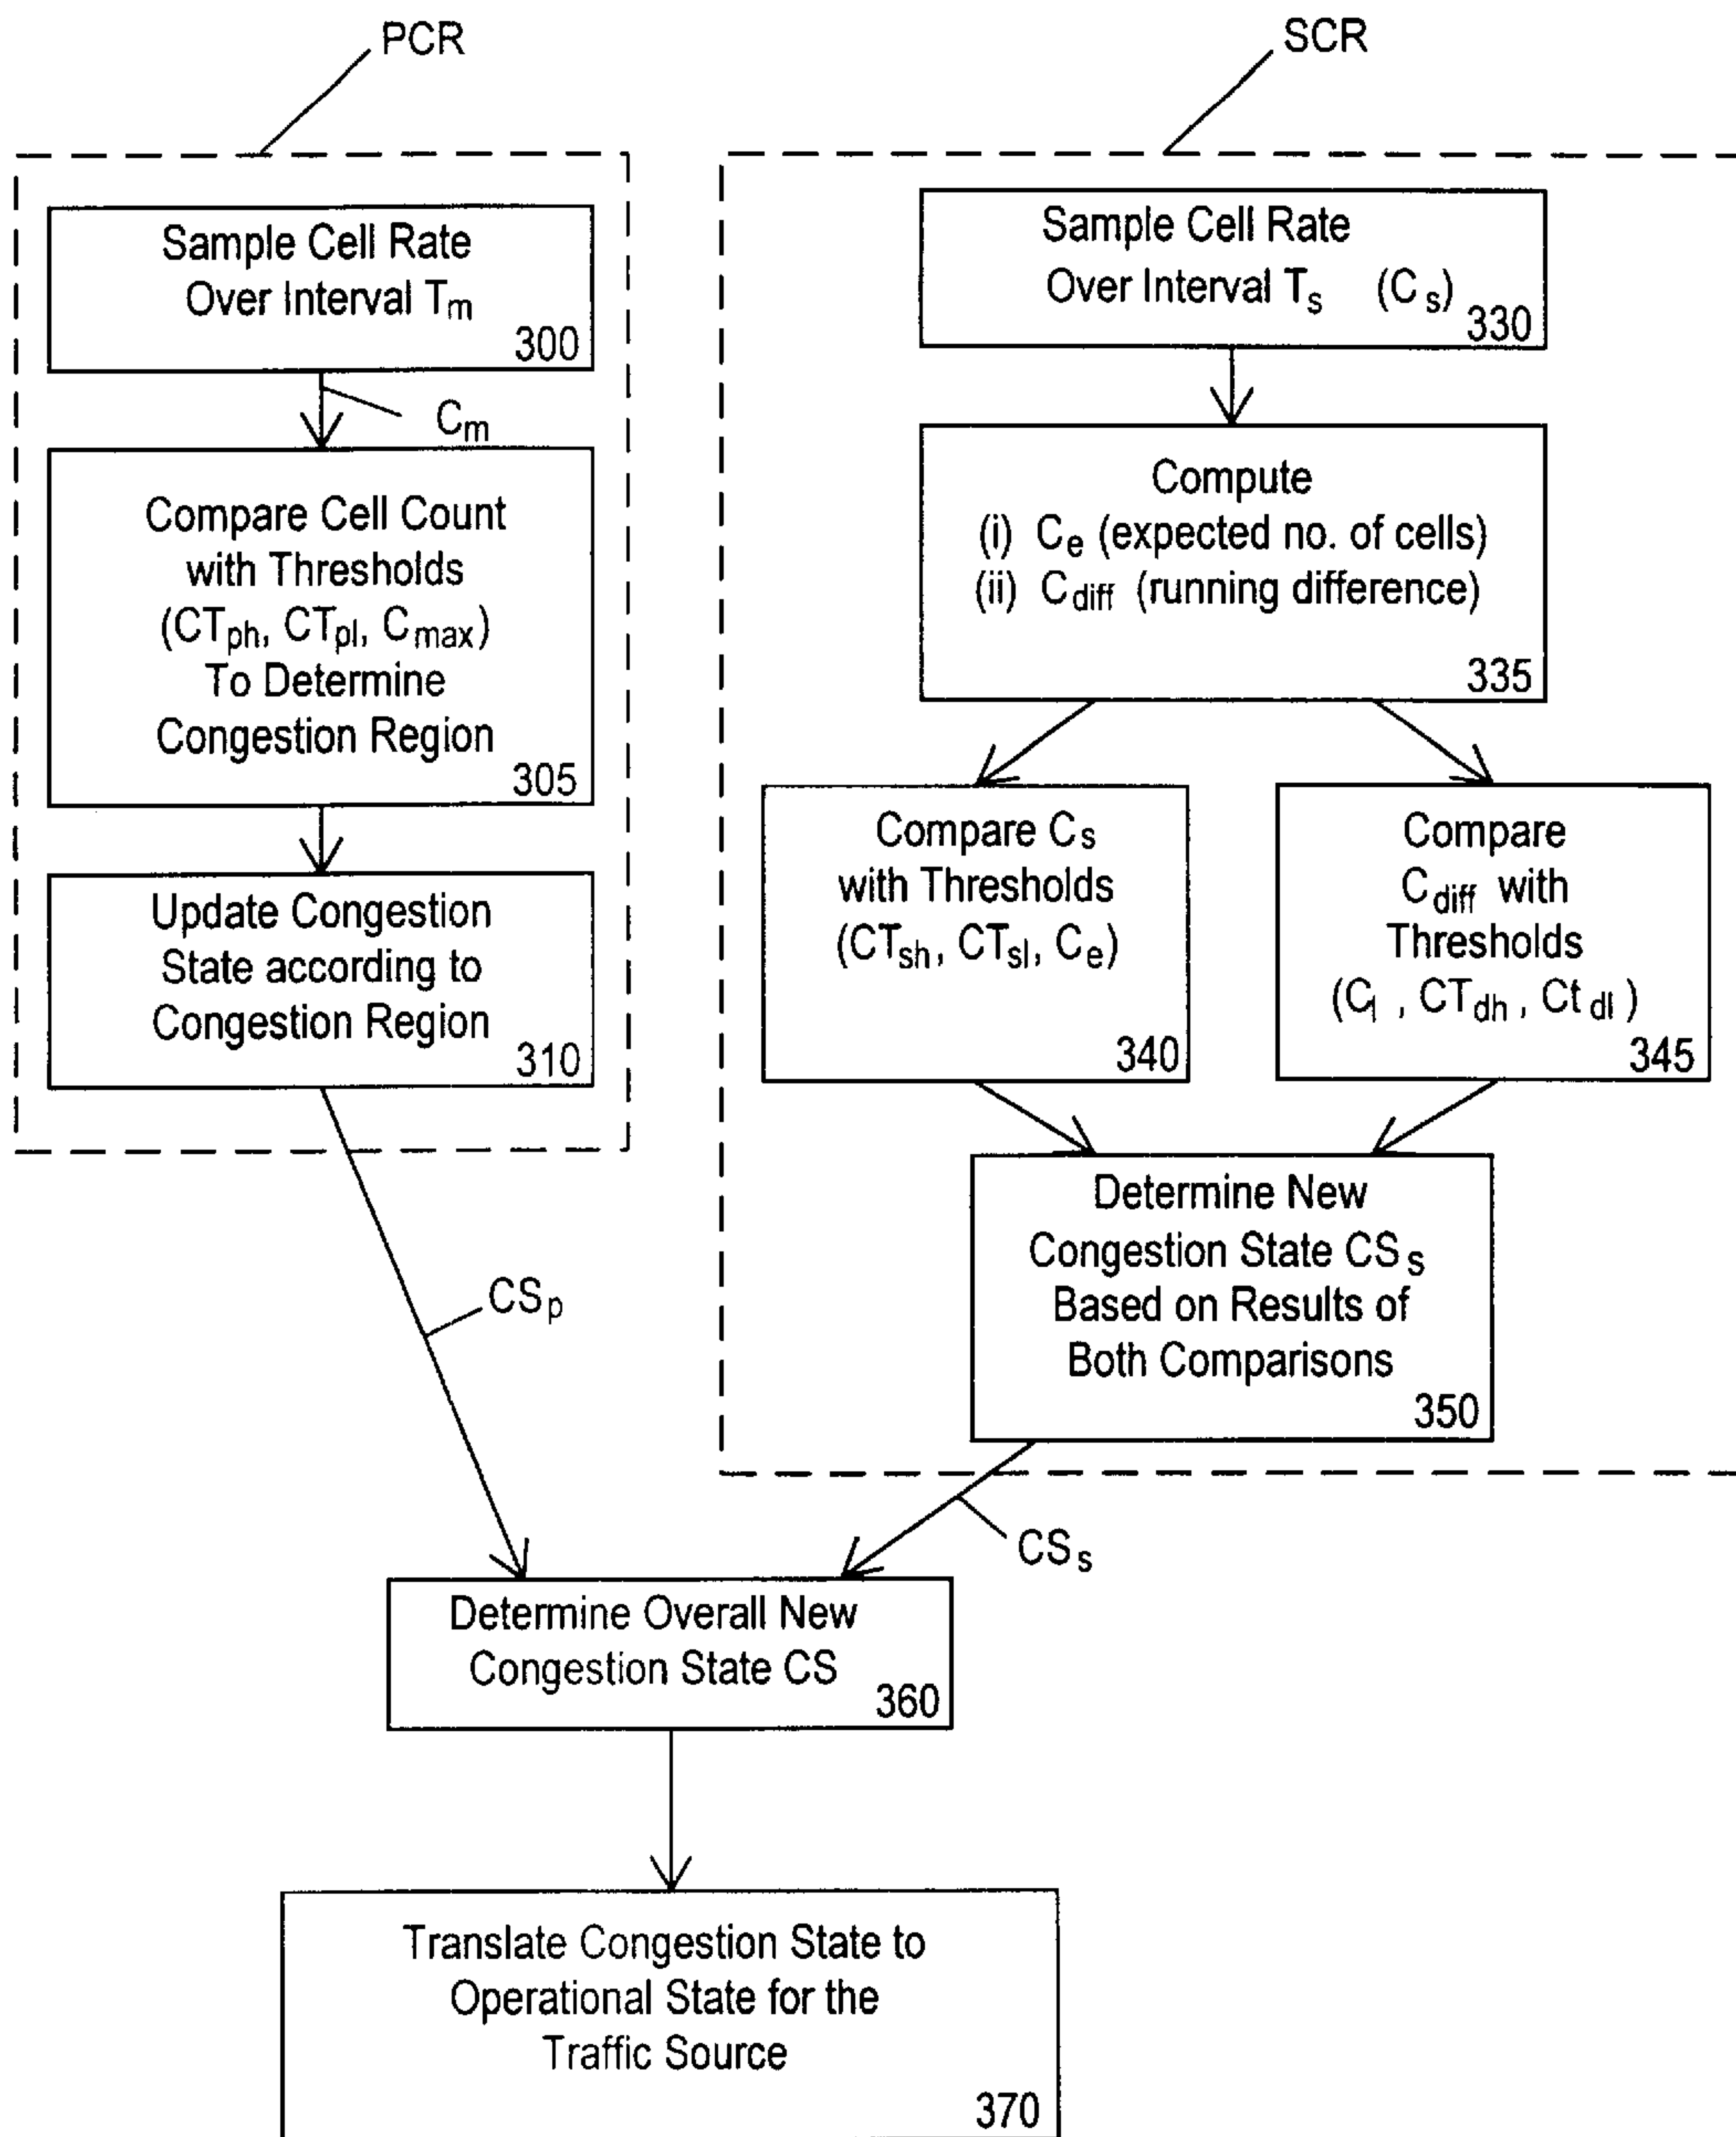 PCR
Sample Cell Rate
Over Interval Tm
300
Cm
Compare Cell Count
with Thresholds
(CTph, CTpl, Cmax)
To Determine
Congestion Region
305
Update Congestion
State according to
Congestion Region
310
CSp
SCR
Sample Cell Rate
Over Interval Ts (Cs)
330
Compute
(i) Ce (expected no. of cells)
(ii) Cdiff (running difference)
335
Compare Cs
with Thresholds
(CTsh, CTsl, Ce)
340
Compare
Cdiff with
Thresholds
(Cl , CTdh , Ctdl )
345
Determine New
Congestion State CSs
Based on Results of
Both Comparisons
350
CSs
Determine Overall New
Congestion State CS
360
Translate Congestion State to
Operational State for the
Traffic Source
370